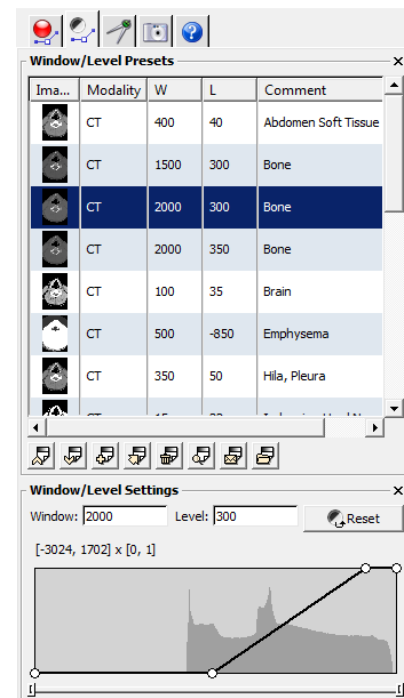 Window/Level Presets
Ima... Modality W L Comment
CT 400 40 Abdomen Soft Tissue
CT 1500 300 Bone
CT 2000 300 Bone
CT 2000 350 Bone
CT 100 35 Brain
CT 500 -850 Emphysema
CT 350 50 Hila, Pleura
Window/Level Settings
Window: 2000 Level: 300 Reset
[-3024, 1702] x [0, 1]